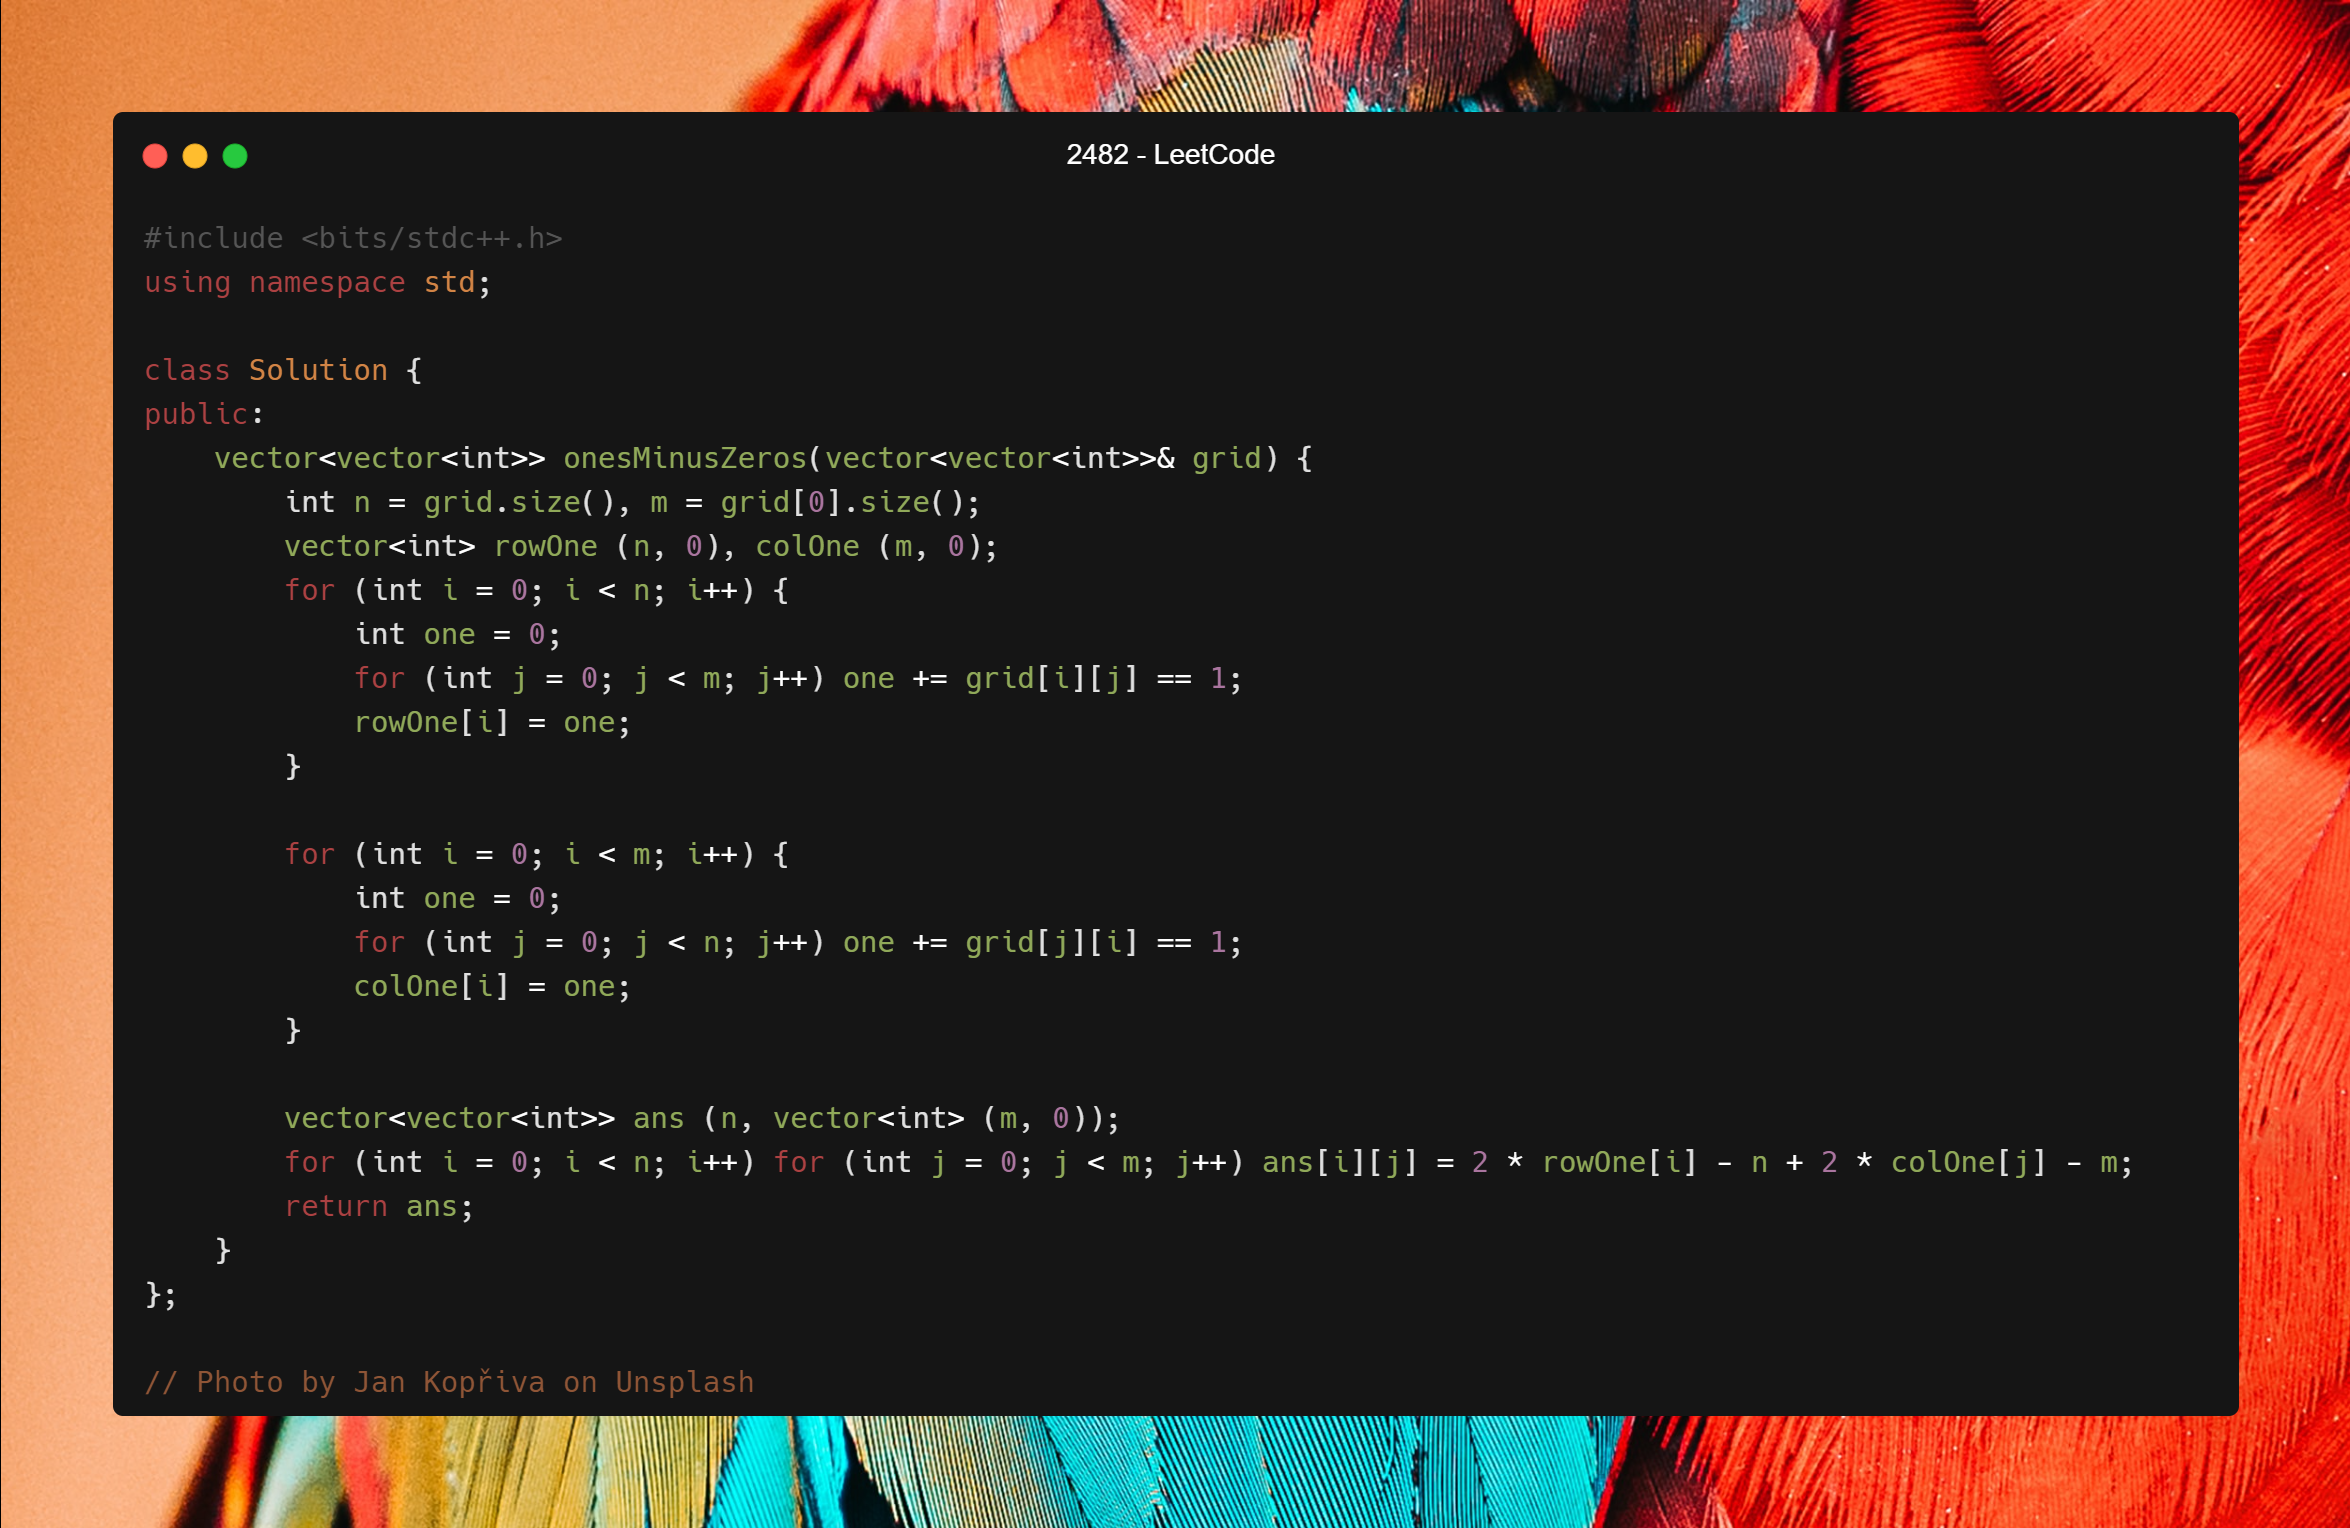 2482 - LeetCode
#include <bits/stdc++.h>
using namespace std;
class Solution {
public:
    vector<vector<int>> onesMinusZeros(vector<vector<int>>& grid) {
        int n = grid.size(), m = grid[0].size();
        vector<int> rowOne (n, 0), colOne (m, 0);
        for (int i = 0; i < n; i++) {
            int one = 0;
            for (int j = 0; j < m; j++) one += grid[i][j] == 1;
            rowOne[i] = one;
        }
        for (int i = 0; i < m; i++) {
            int one = 0;
            for (int j = 0; j < n; j++) one += grid[j][i] == 1;
            colOne[i] = one;
        }
        vector<vector<int>> ans (n, vector<int> (m, 0));
        for (int i = 0; i < n; i++) for (int j = 0; j < m; j++) ans[i][j] = 2 * rowOne[i] - n + 2 * colOne[j] - m;
        return ans;
    }
};
// Photo by Jan Kopřiva on Unsplash